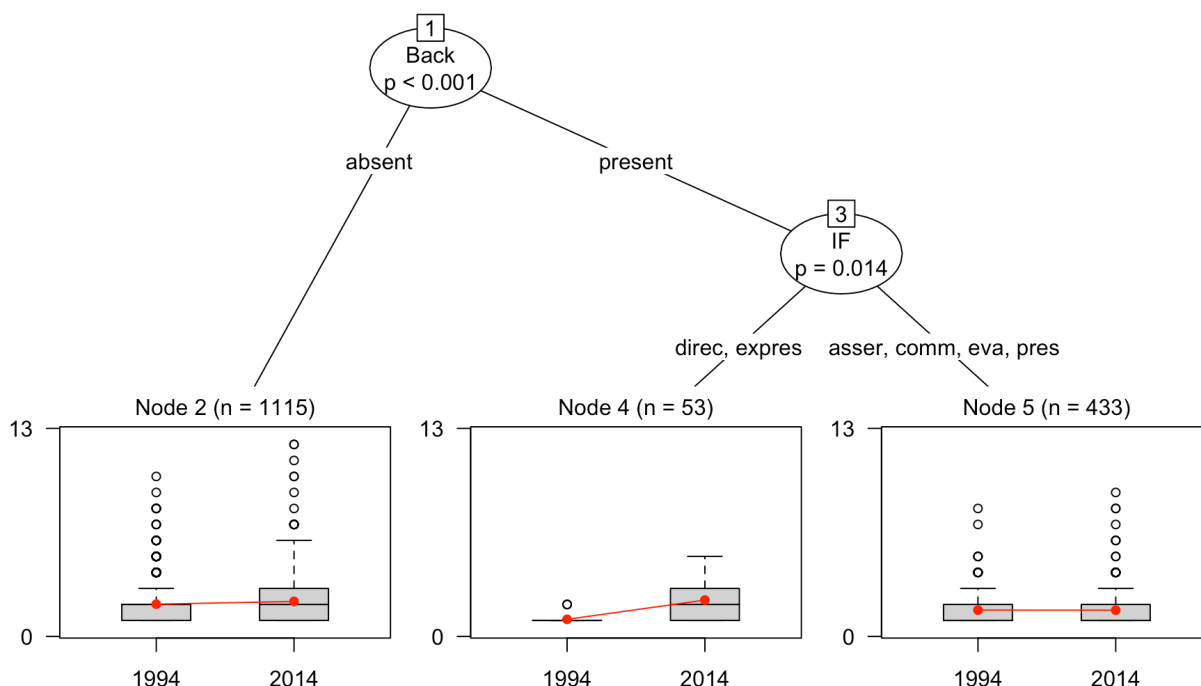 1
Back
p < 0.001
absent
present
3
IF
p = 0.014
direc, expres
asser, comm, eva, pres
Node 2 (n = 1115)
13
0
1994
2014
Node 4 (n = 53)
13
0
1994
2014
Node 5 (n = 433)
13
0
1994
2014